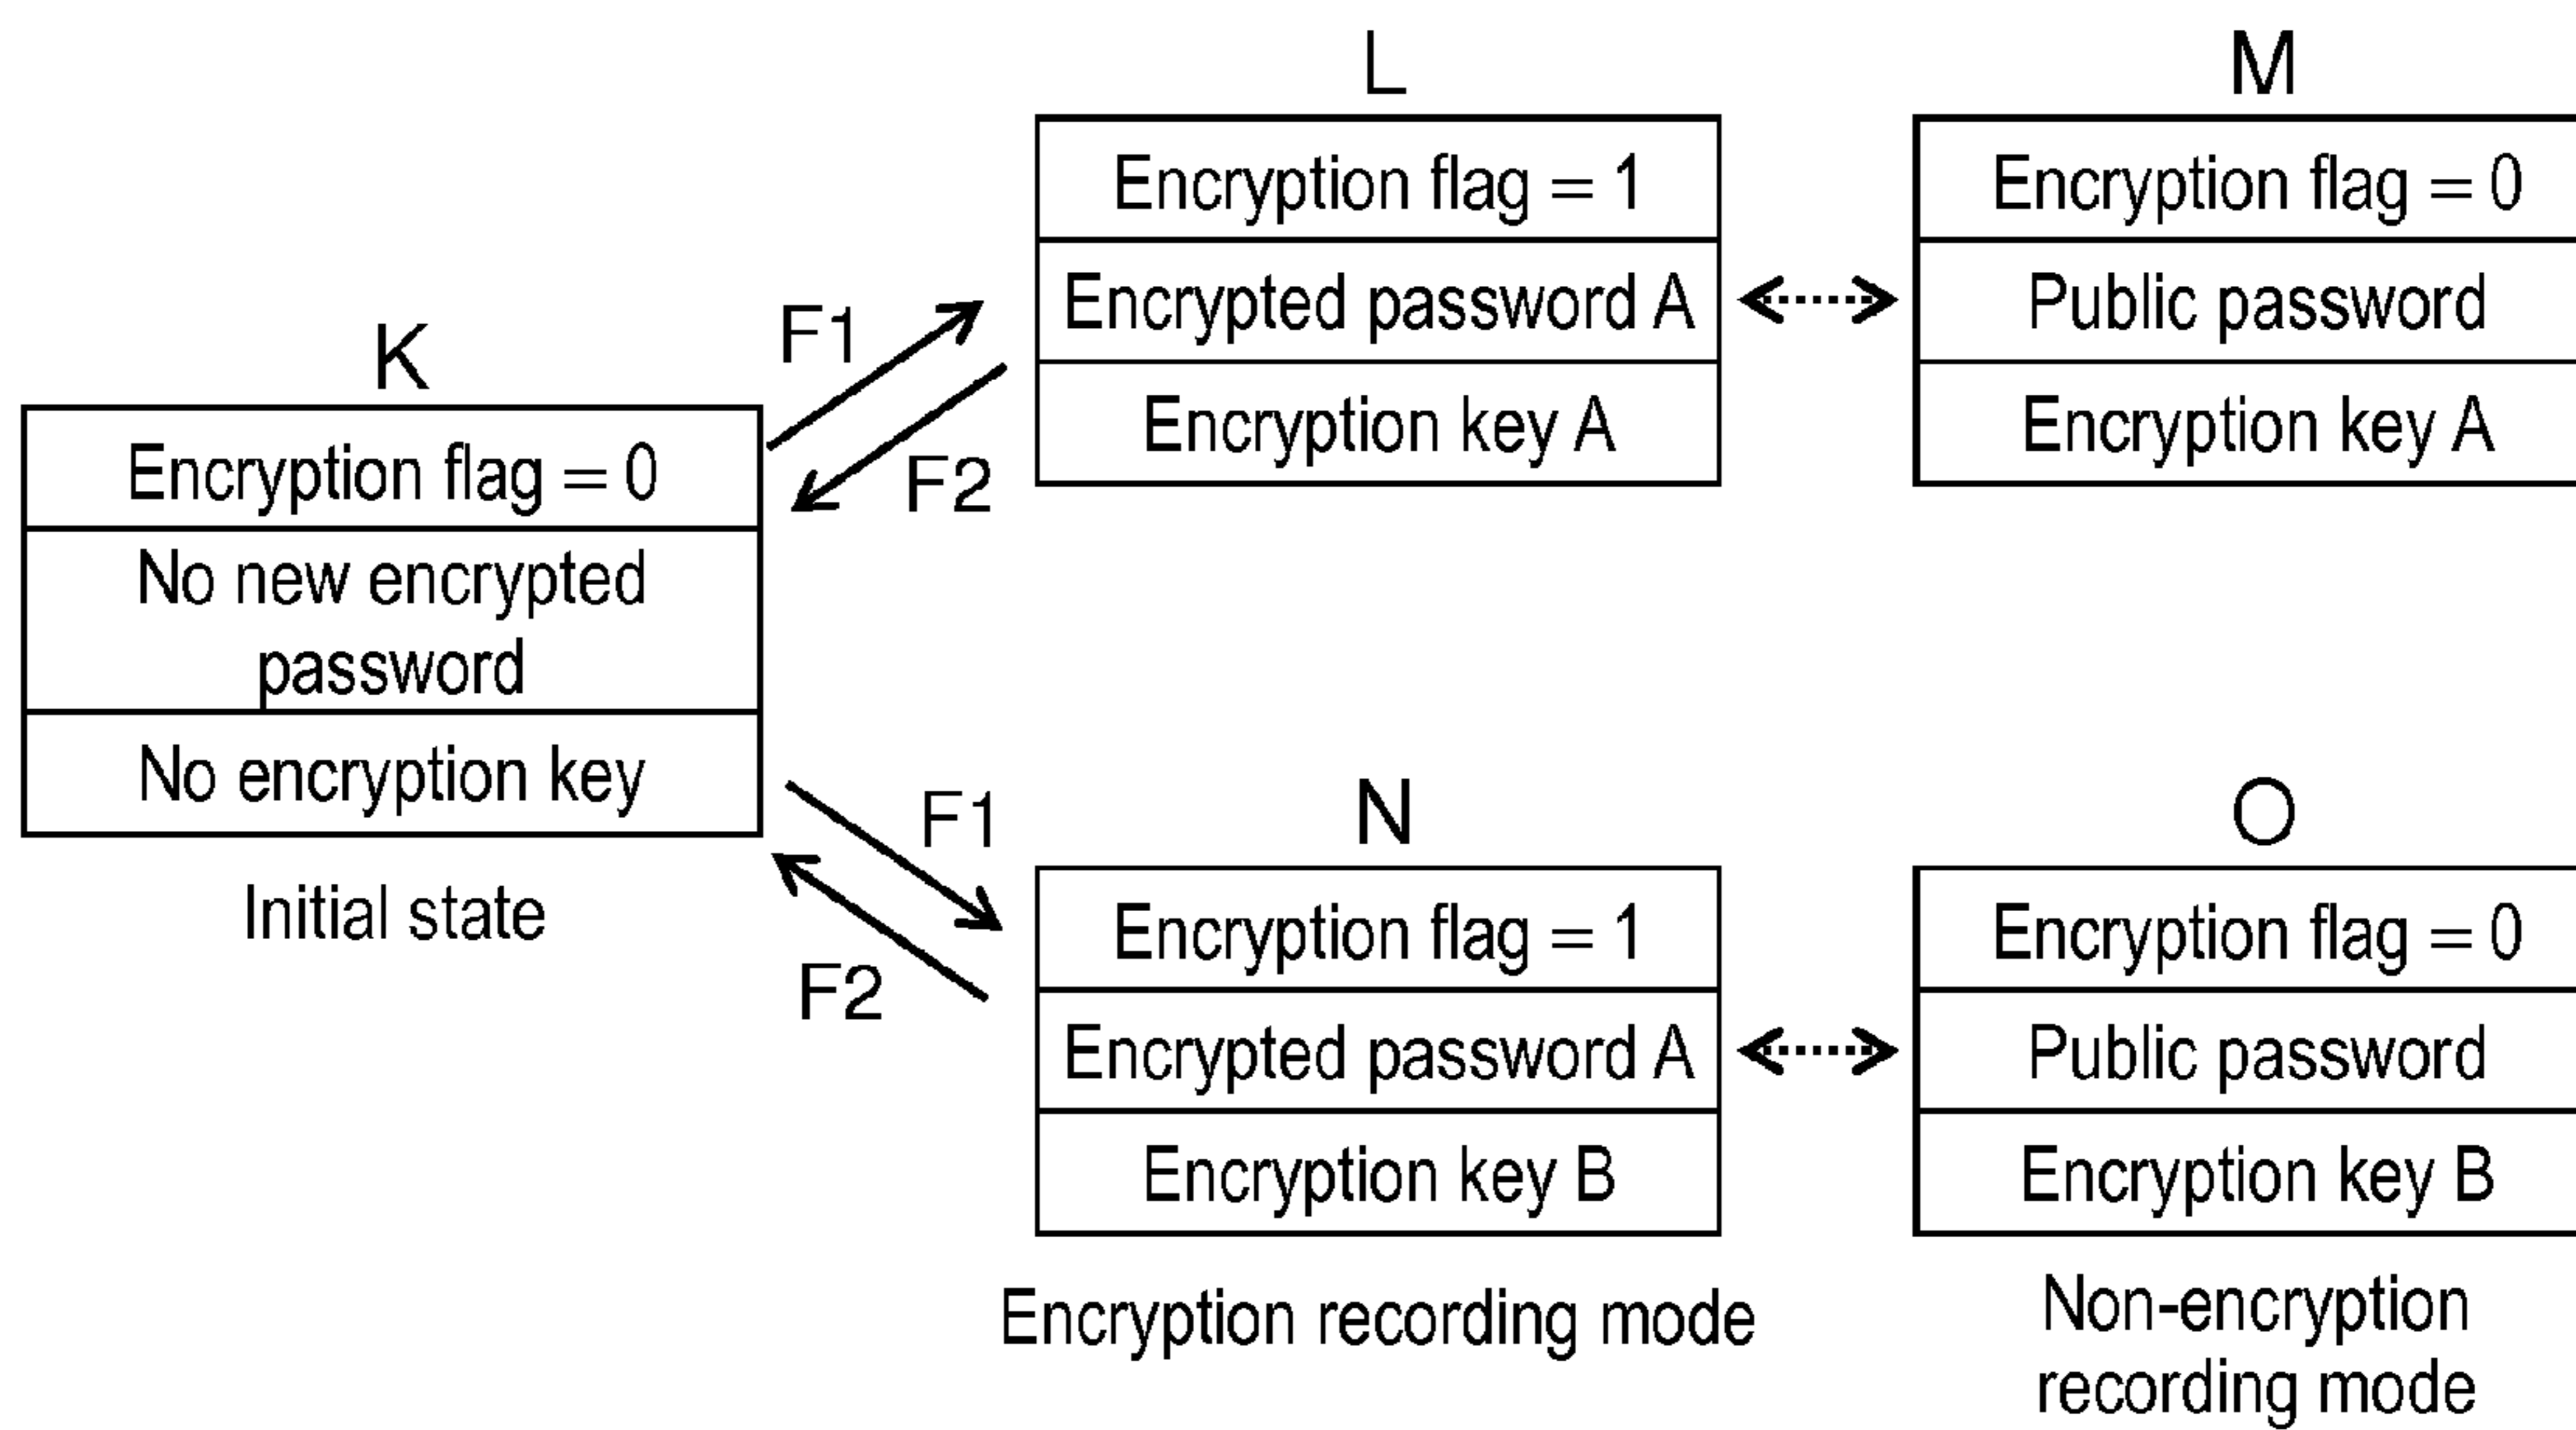 K
Encryption flag = 0
No new encrypted
password
No encryption key
Initial state
F1
F2
F1
F2
L
Encryption flag = 1
Encrypted password A
Encryption key A
M
Encryption flag = 0
Public password
Encryption key A
N
Encryption flag = 1
Encrypted password A
Encryption key B
Encryption recording mode
O
Encryption flag = 0
Public password
Encryption key B
Non-encryption
recording mode